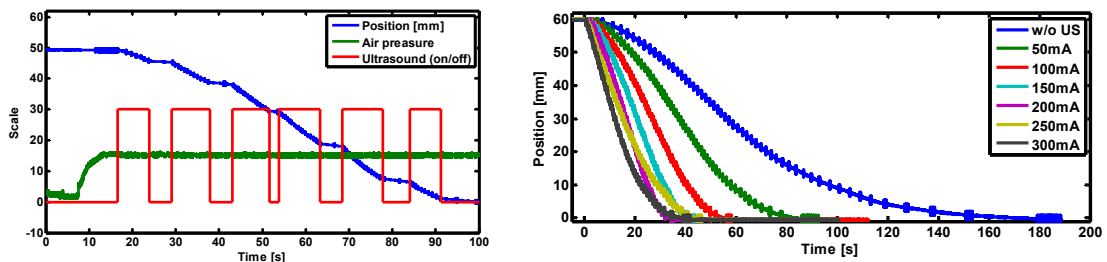 60
50
40
30
20
10
0
-10
Scale
0 10 20 30 40 50 60 70 80 90 100
Time [s]
Position [mm]
Air preasure
Ultrasound (on/off)
60
50
40
30
20
10
0
Position [mm]
0 20 40 60 80 100 120 140 160 180 200
Time [s]
w/o US
50mA
100mA
150mA
200mA
250mA
300mA